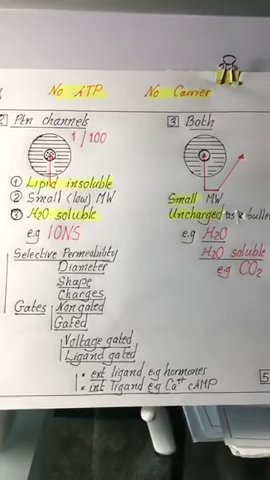 No ATP No Carrier
2 Ptn channels
1/100
① Lipid insoluble
② Small (low) MW
③ H2O soluble
e.g IONS
Selective Permeability
Diameter
Shape
Charges
Gates Non gated
Gated
Voltage gated
Ligand gated
* ext ligand, e.g hormones
* int ligand e.g Ca++ cAMP
3 Both
Small MW
Uncharged
e.g H2O
H2O soluble
eg CO2
5